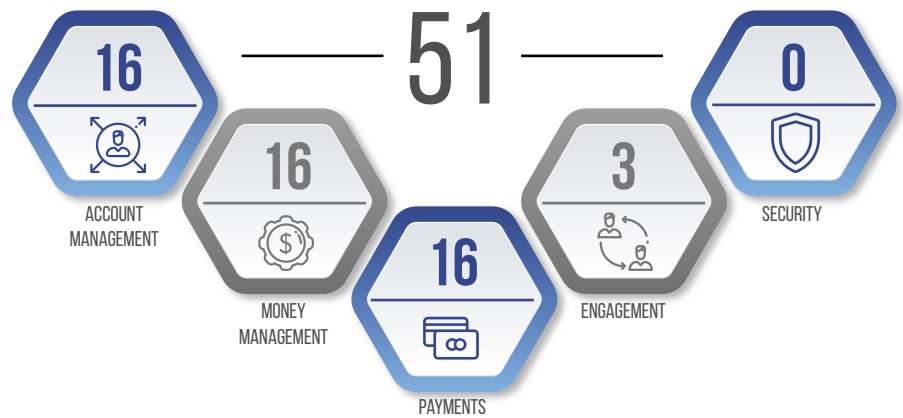 51
16
ACCOUNT
MANAGEMENT
16
$
MONEY
MANAGEMENT
16
PAYMENTS
3
ENGAGEMENT
0
SECURITY